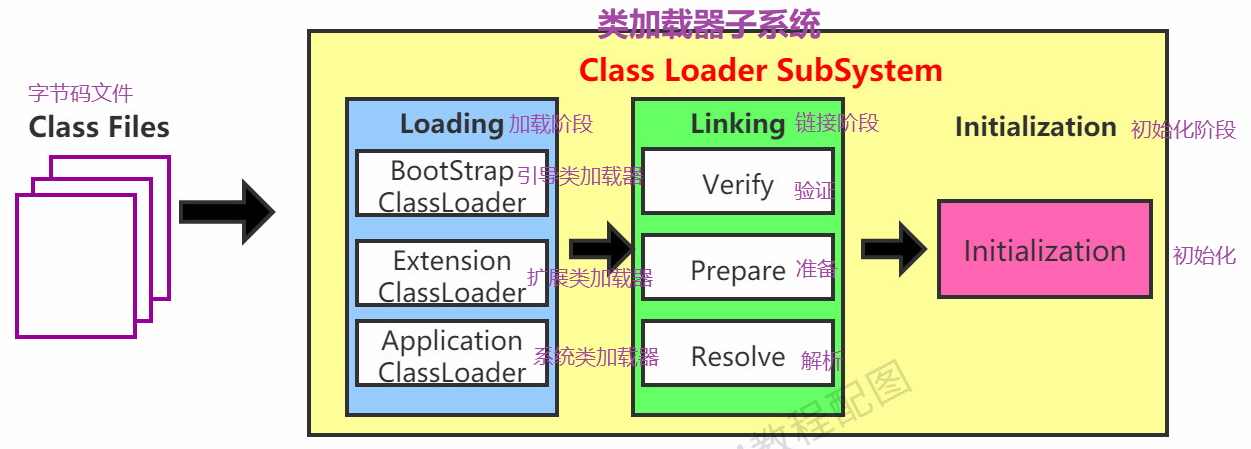 类加载器子系统
Class Loader SubSystem
字节码文件
Class Files
Loading 加载阶段
BootStrap 引导类加载器
ClassLoader
Extension
ClassLoader 扩展类加载器
Application
ClassLoader 系统类加载器
Linking 链接阶段
Verify 验证
Prepare 准备
Resolve 解析
Initialization 初始化阶段
Initialization 初始化
教程配图